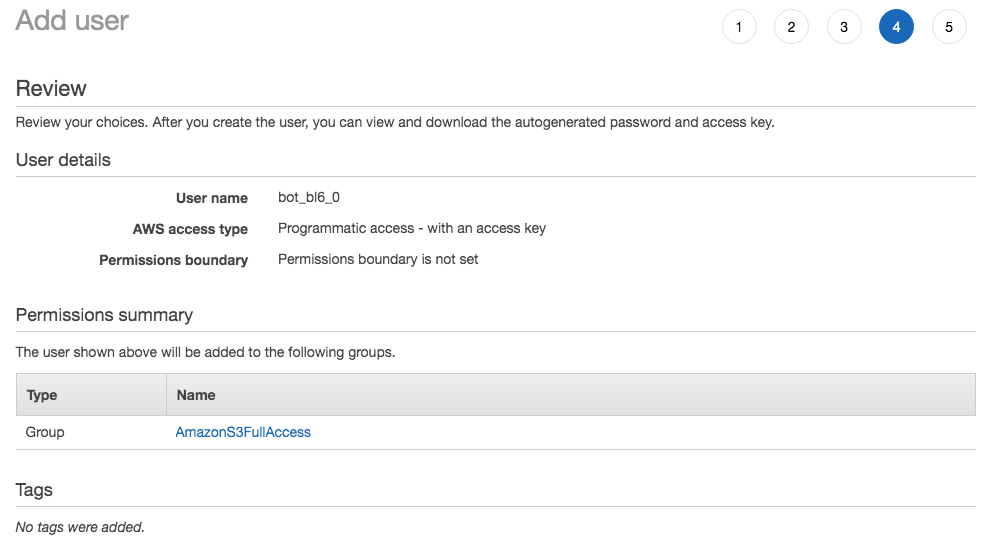 Add user
1 2 3 4 5
Review
Review your choices. After you create the user, you can view and download the autogenerated password and access key.
User details
User name bot_bl6_0
AWS access type Programmatic access - with an access key
Permissions boundary Permissions boundary is not set
Permissions summary
The user shown above will be added to the following groups.
Type Name
Group AmazonS3FullAccess
Tags
No tags were added.